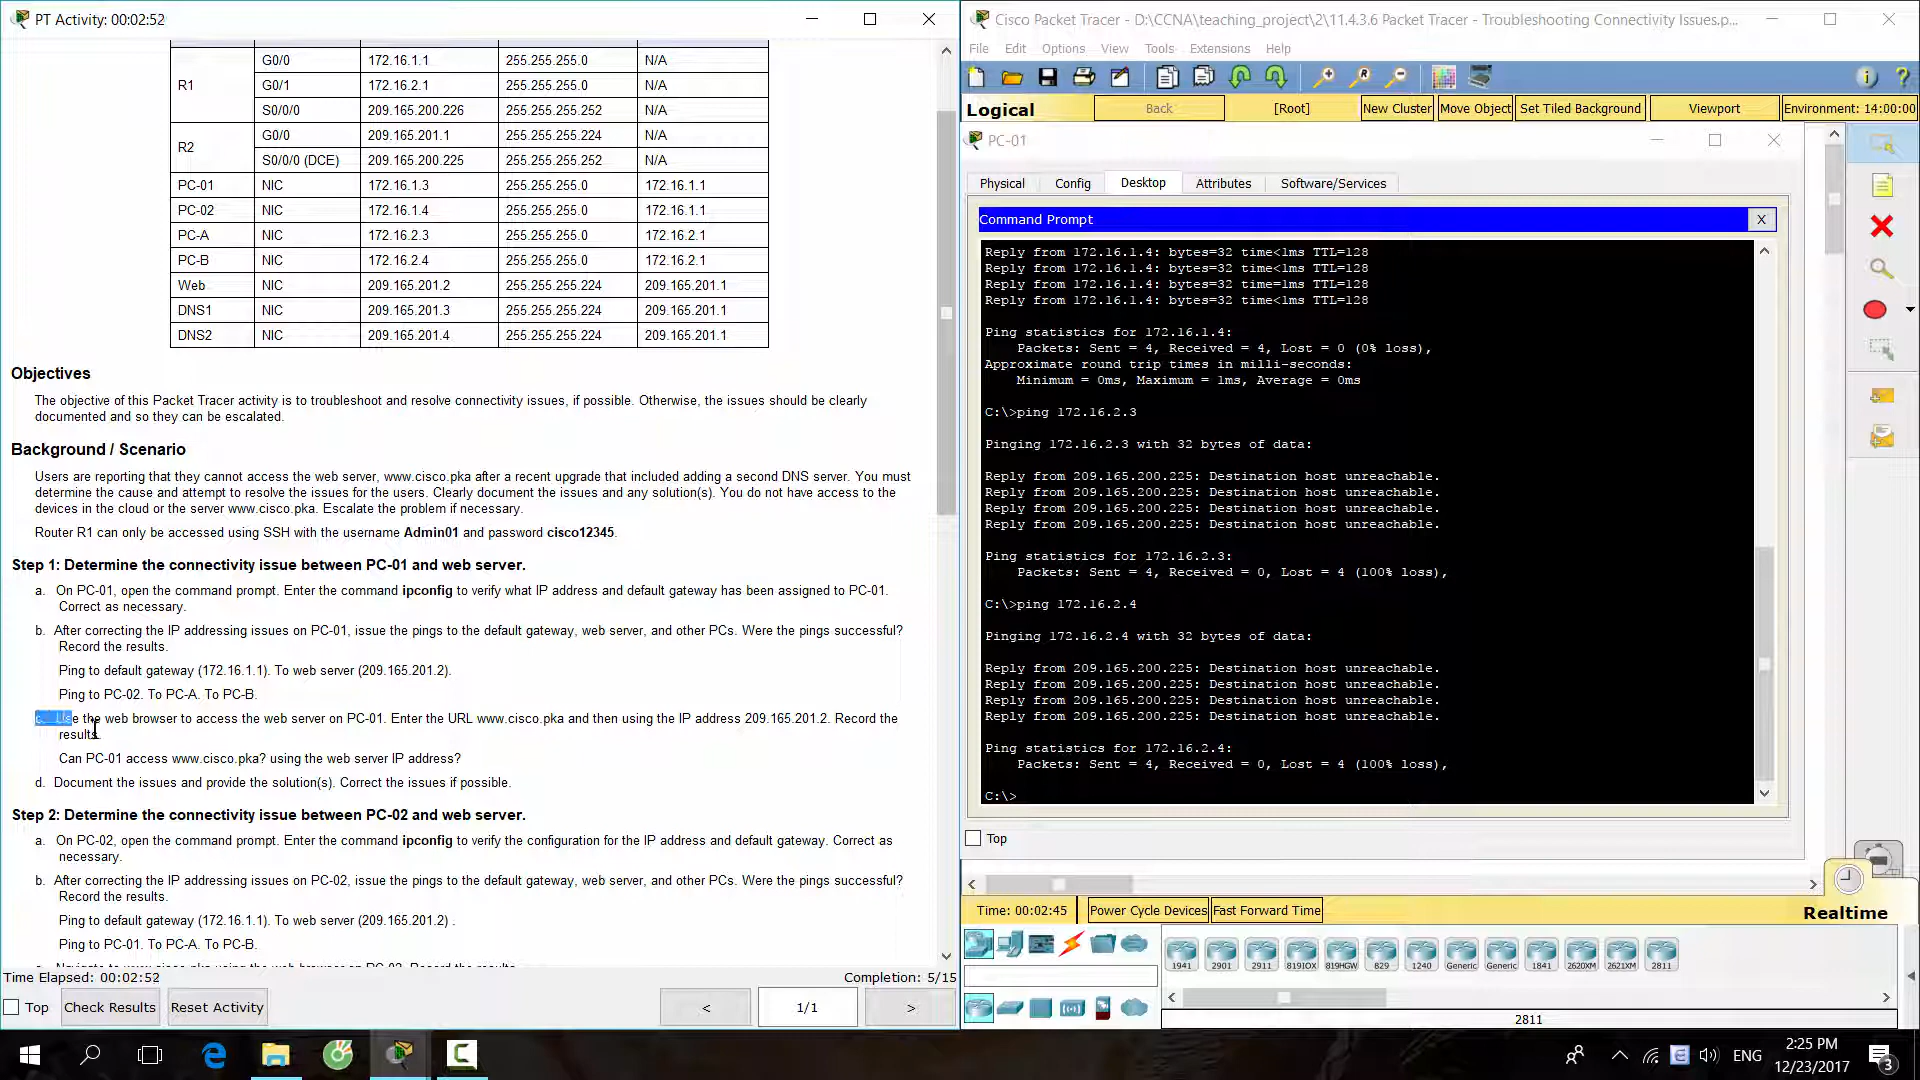 PT Activity: 00:02:52
R1 G0/0 172.16.1.1 255.255.255.0 N/A
G0/1 172.16.2.1 255.255.255.0 N/A
S0/0/0 209.165.200.226 255.255.255.252 N/A
R2 G0/0 209.165.201.1 255.255.255.224 N/A
S0/0/0 (DCE) 209.165.200.225 255.255.255.252 N/A
PC-01 NIC 172.16.1.3 255.255.255.0 172.16.1.1
PC-02 NIC 172.16.1.4 255.255.255.0 172.16.1.1
PC-A NIC 172.16.2.3 255.255.255.0 172.16.2.1
PC-B NIC 172.16.2.4 255.255.255.0 172.16.2.1
Web NIC 209.165.201.2 255.255.255.224 209.165.201.1
DNS1 NIC 209.165.201.3 255.255.255.224 209.165.201.1
DNS2 NIC 209.165.201.4 255.255.255.224 209.165.201.1
Objectives
The objective of this Packet Tracer activity is to troubleshoot and resolve connectivity issues, if possible. Otherwise, the issues should be clearly
documented and so they can be escalated.
Background / Scenario
Users are reporting that they cannot access the web server, www.cisco.pka after a recent upgrade that included adding a second DNS server. You must
determine the cause and attempt to resolve the issues for the users. Clearly document the issues and any solution(s). You do not have access to the
devices in the cloud or the server www.cisco.pka. Escalate the problem if necessary.
Router R1 can only be accessed using SSH with the username Admin01 and password cisco12345.
Step 1: Determine the connectivity issue between PC-01 and web server.
a. On PC-01, open the command prompt. Enter the command ipconfig to verify what IP address and default gateway has been assigned to PC-01.
Correct as necessary.
b. After correcting the IP addressing issues on PC-01, issue the pings to the default gateway, web server, and other PCs. Were the pings successful?
Record the results.
Ping to default gateway (172.16.1.1). To web server (209.165.201.2).
Ping to PC-02. To PC-A. To PC-B.
c. Use the web browser to access the web server on PC-01. Enter the URL www.cisco.pka and then using the IP address 209.165.201.2. Record the
results.
Can PC-01 access www.cisco.pka? using the web server IP address?
d. Document the issues and provide the solution(s). Correct the issues if possible.
Step 2: Determine the connectivity issue between PC-02 and web server.
a. On PC-02, open the command prompt. Enter the command ipconfig to verify the configuration for the IP address and default gateway. Correct as
necessary.
b. After correcting the IP addressing issues on PC-02, issue the pings to the default gateway, web server, and other PCs. Were the pings successful?
Record the results.
Ping to default gateway (172.16.1.1). To web server (209.165.201.2) .
Ping to PC-01. To PC-A. To PC-B.
Time Elapsed: 00:02:52 Completion: 5/15
Top Check Results Reset Activity < 1/1 >
Cisco Packet Tracer - D:\CCNA\teaching_project\2\11.4.3.6 Packet Tracer - Troubleshooting Connectivity Issues.p...
File Edit Options View Tools Extensions Help
Logical Back [Root] New Cluster Move Object Set Tiled Background Viewport Environment: 14:00:00
PC-01
Physical Config Desktop Attributes Software/Services
Command Prompt X
Reply from 172.16.1.4: bytes=32 time<1ms TTL=128
Reply from 172.16.1.4: bytes=32 time<1ms TTL=128
Reply from 172.16.1.4: bytes=32 time=1ms TTL=128
Reply from 172.16.1.4: bytes=32 time<1ms TTL=128
Ping statistics for 172.16.1.4:
Packets: Sent = 4, Received = 4, Lost = 0 (0% loss),
Approximate round trip times in milli-seconds:
Minimum = 0ms, Maximum = 1ms, Average = 0ms
C:\>ping 172.16.2.3
Pinging 172.16.2.3 with 32 bytes of data:
Reply from 209.165.200.225: Destination host unreachable.
Reply from 209.165.200.225: Destination host unreachable.
Reply from 209.165.200.225: Destination host unreachable.
Reply from 209.165.200.225: Destination host unreachable.
Ping statistics for 172.16.2.3:
Packets: Sent = 4, Received = 0, Lost = 4 (100% loss),
C:\>ping 172.16.2.4
Pinging 172.16.2.4 with 32 bytes of data:
Reply from 209.165.200.225: Destination host unreachable.
Reply from 209.165.200.225: Destination host unreachable.
Reply from 209.165.200.225: Destination host unreachable.
Reply from 209.165.200.225: Destination host unreachable.
Ping statistics for 172.16.2.4:
Packets: Sent = 4, Received = 0, Lost = 4 (100% loss),
C:\>
Top
Time: 00:02:45 Power Cycle Devices Fast Forward Time Realtime
1941 2901 2911 819IOX 819HGW 829 1240 Generic Generic 1841 2620XM 2621XM 2811
2811
ENG 2:25 PM
12/23/2017 3